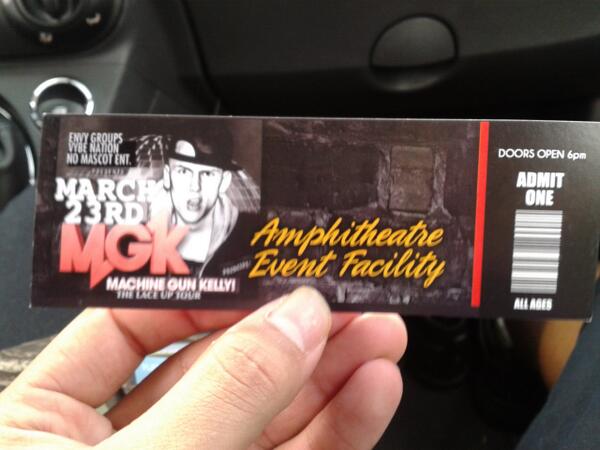 ENVY GROUPS
VYBE NATION
NO MASCOT ENT.
PRESENTS
MARCH
23RD
MGK
MACHINE GUN KELLY!
THE LACE UP TOUR
Amphitheatre
Event Facility
DOORS OPEN 6pm
ADMIT
ONE
ALL AGES